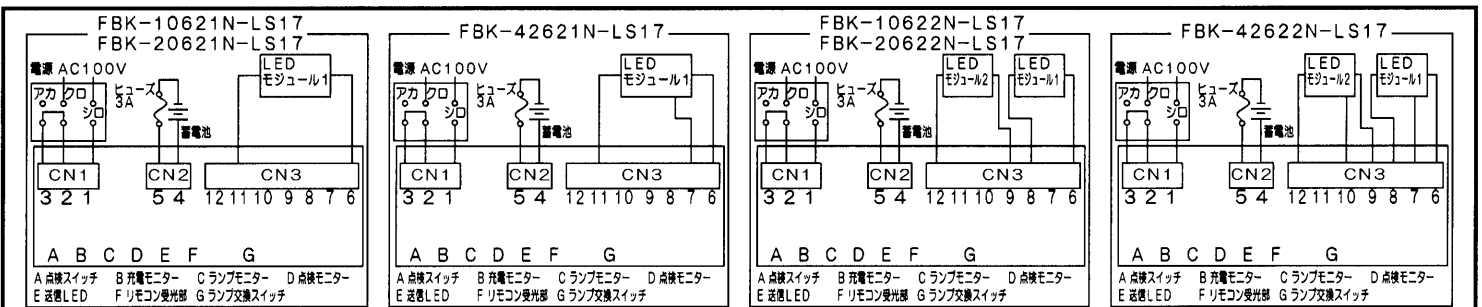 FBK-10621N-LS17
FBK-20621N-LS17
電源 AC100V
アカ クロ シロ
ヒューズ
3A
蓄電池
LED
モジュール1
CN1 CN2 CN3
3 2 1 5 4 12 11 10 9 8 7 6
A B C D E F G
A 点検スイッチ B 充電モニター C ランプモニター D 点検モニター
E 送信LED F リモコン受光部 G ランプ交換スイッチ
FBK-42621N-LS17
電源 AC100V
アカ クロ シロ
ヒューズ
3A
蓄電池
LED
モジュール1
CN1 CN2 CN3
3 2 1 5 4 12 11 10 9 8 7 6
A B C D E F G
A 点検スイッチ B 充電モニター C ランプモニター D 点検モニター
E 送信LED F リモコン受光部 G ランプ交換スイッチ
FBK-10622N-LS17
FBK-20622N-LS17
電源 AC100V
アカ クロ シロ
ヒューズ
3A
蓄電池
LED
モジュール2
LED
モジュール1
CN1 CN2 CN3
3 2 1 5 4 12 11 10 9 8 7 6
A B C D E F G
A 点検スイッチ B 充電モニター C ランプモニター D 点検モニター
E 送信LED F リモコン受光部 G ランプ交換スイッチ
FBK-42622N-LS17
電源 AC100V
アカ クロ シロ
ヒューズ
3A
蓄電池
LED
モジュール2
LED
モジュール1
CN1 CN2 CN3
3 2 1 5 4 12 11 10 9 8 7 6
A B C D E F G
A 点検スイッチ B 充電モニター C ランプモニター D 点検モニター
E 送信LED F リモコン受光部 G ランプ交換スイッチ